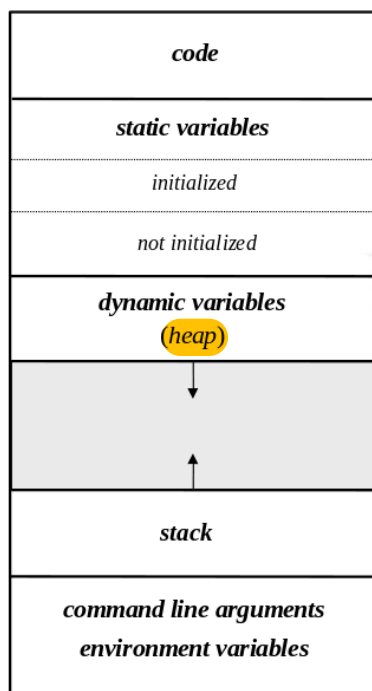 code
static variables
initialized
not initialized
dynamic variables
(heap)
stack
command line arguments
environment variables